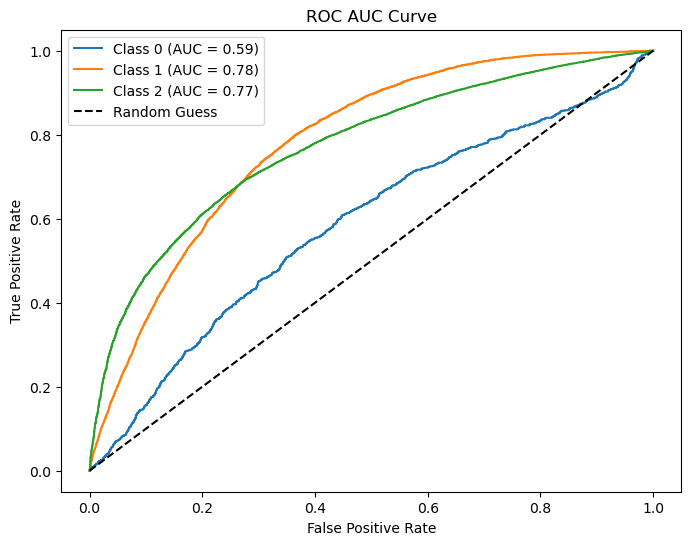 ROC AUC Curve
Class 0 (AUC = 0.59)
Class 1 (AUC = 0.78)
Class 2 (AUC = 0.77)
Random Guess
True Positive Rate
1.0
0.8
0.6
0.4
0.2
0.0
0.0 0.2 0.4 0.6 0.8 1.0
False Positive Rate